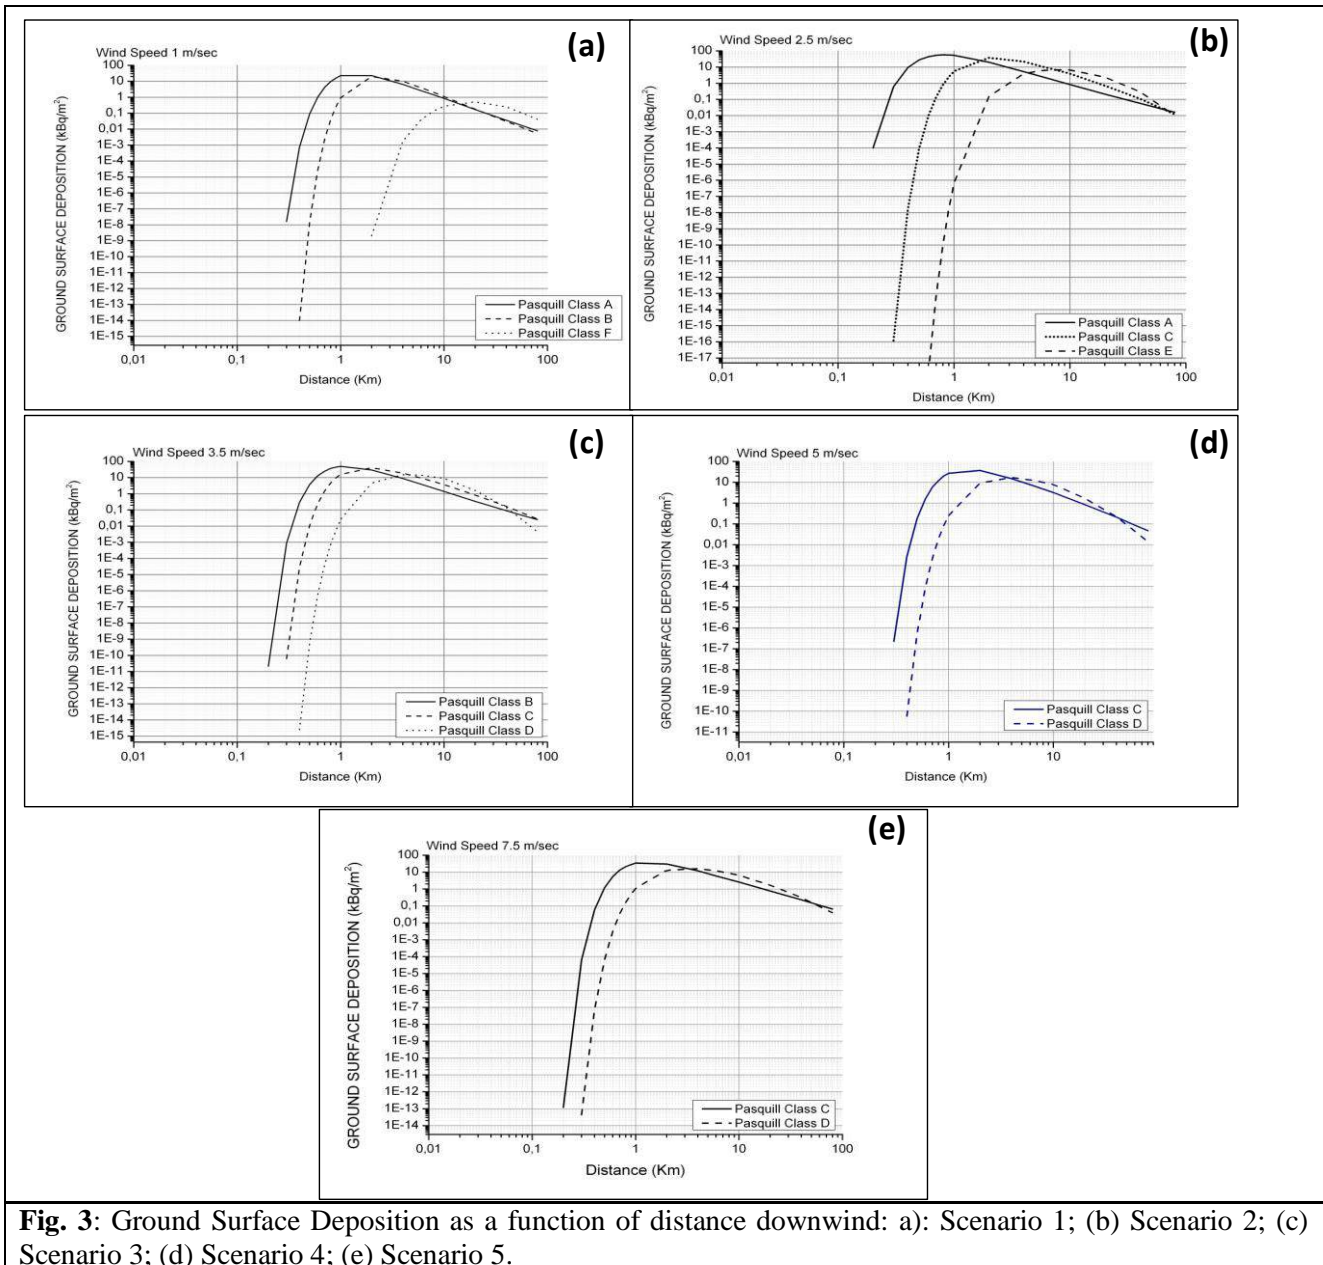 (a)
Wind Speed 1 m/sec
GROUND SURFACE DEPOSITION (kBq/m²)
100
10
1
0,1
0,01
1E-3
1E-4
1E-5
1E-6
1E-7
1E-8
1E-9
1E-10
1E-11
1E-12
1E-13
1E-14
1E-15
Pasquill Class A
Pasquill Class B
Pasquill Class F
0,01 0,1 1 10 100
Distance (Km)
(b)
Wind Speed 2.5 m/sec
GROUND SURFACE DEPOSITION (kBq/m²)
100
10
1
0,1
0,01
1E-3
1E-4
1E-5
1E-6
1E-7
1E-8
1E-9
1E-10
1E-11
1E-12
1E-13
1E-14
1E-15
1E-16
1E-17
Pasquill Class A
Pasquill Class C
Pasquill Class E
0,01 0,1 1 10 100
Distance (Km)
(c)
Wind Speed 3.5 m/sec
GROUND SURFACE DEPOSITION (kBq/m²)
100
10
1
0,1
0,01
1E-3
1E-4
1E-5
1E-6
1E-7
1E-8
1E-9
1E-10
1E-11
1E-12
1E-13
1E-14
1E-15
Pasquill Class B
Pasquill Class C
Pasquill Class D
0,01 0,1 1 10 100
Distance (Km)
(d)
Wind Speed 5 m/sec
GROUND SURFACE DEPOSITION (kBq/m²)
100
10
1
0,1
0,01
1E-3
1E-4
1E-5
1E-6
1E-7
1E-8
1E-9
1E-10
1E-11
Pasquill Class C
Pasquill Class D
0,01 0,1 1 10
Distance (Km)
(e)
Wind Speed 7.5 m/sec
GROUND SURFACE DEPOSITION (kBq/m²)
100
10
1
0,1
0,01
1E-3
1E-4
1E-5
1E-6
1E-7
1E-8
1E-9
1E-10
1E-11
1E-12
1E-13
1E-14
Pasquill Class C
Pasquill Class D
0,01 0,1 1 10 100
Distance (Km)
Fig. 3: Ground Surface Deposition as a function of distance downwind: a): Scenario 1; (b) Scenario 2; (c)
Scenario 3; (d) Scenario 4; (e) Scenario 5.